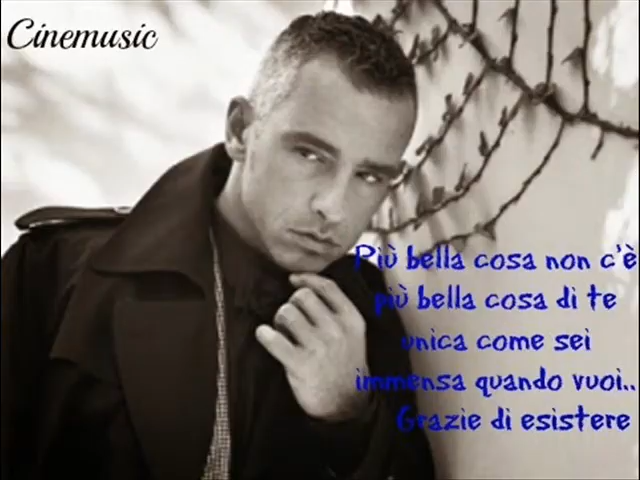 Cinemusic
Più bella cosa non c'è
più bella cosa di te
unica come sei
immensa quando vuoi..
Grazie di esistere